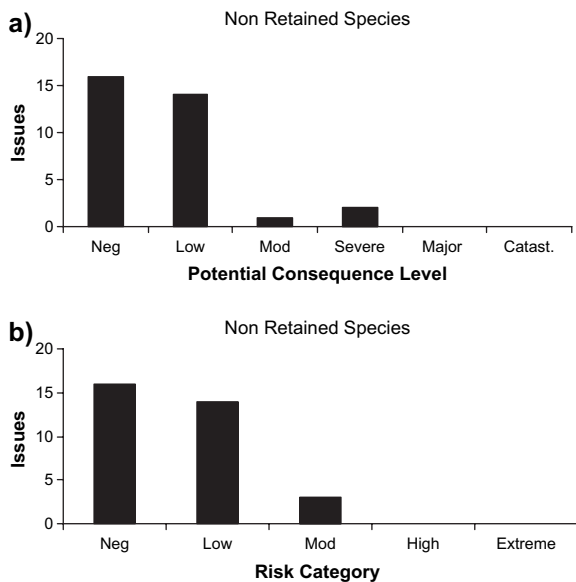 a)
Non Retained Species
Issues
20
15
10
5
0
Neg Low Mod Severe Major Catast.
Potential Consequence Level
b)
Non Retained Species
Issues
20
15
10
5
0
Neg Low Mod High Extreme
Risk Category